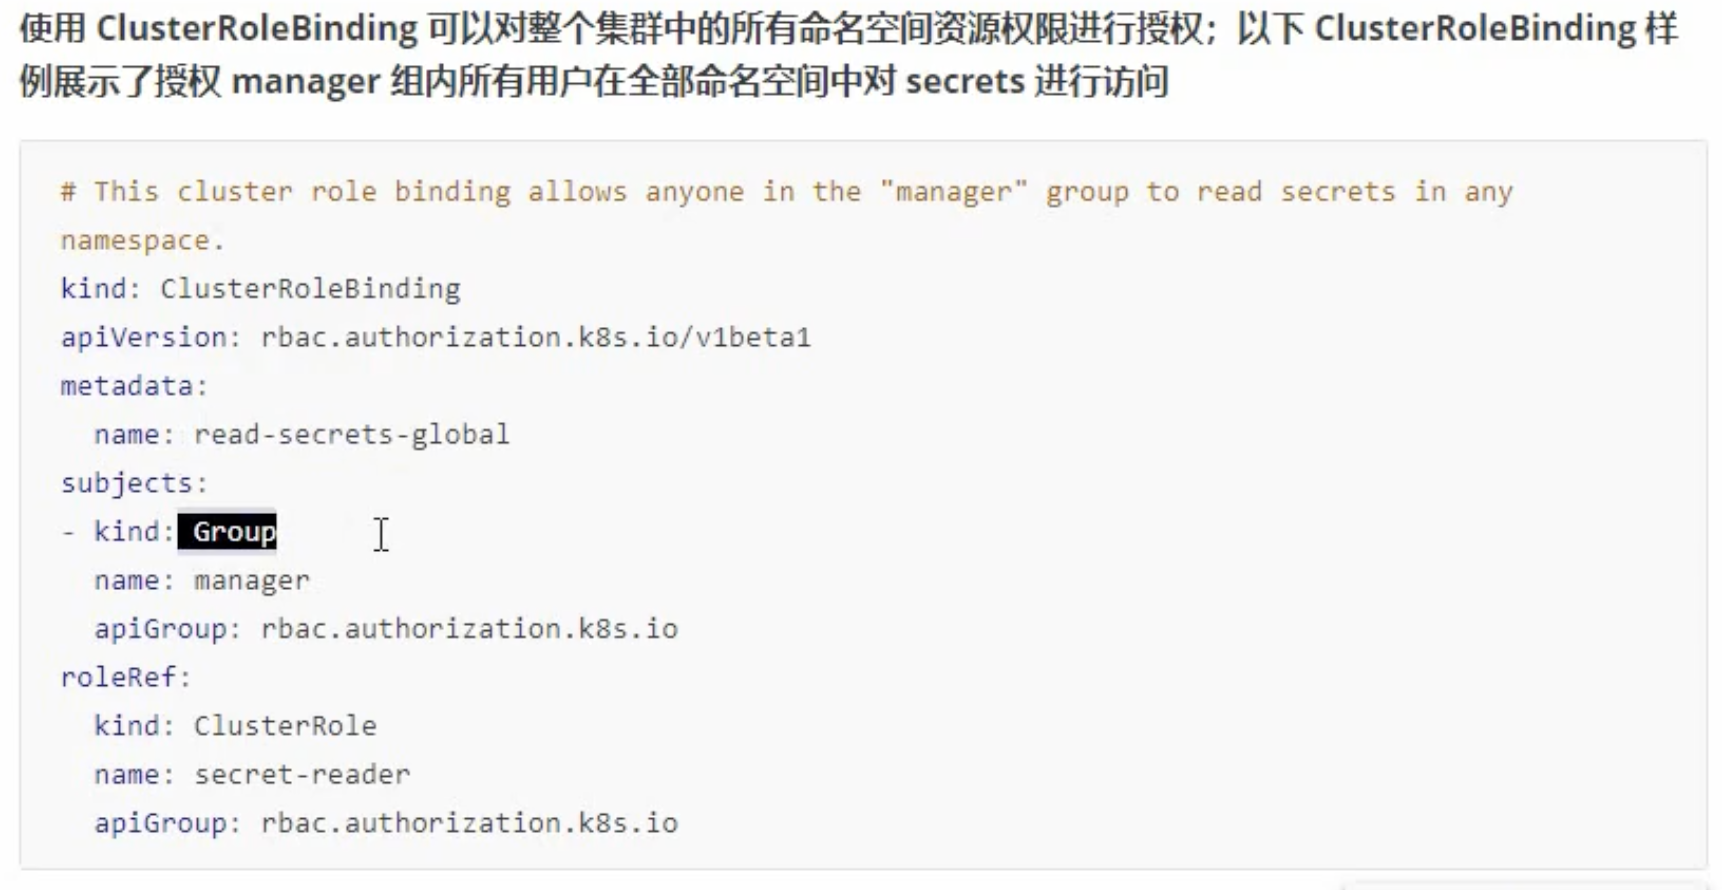 使用 ClusterRoleBinding 可以对整个集群中的所有命名空间资源权限进行授权；以下 ClusterRoleBinding 样
例展示了授权 manager 组内所有用户在全部命名空间中对 secrets 进行访问
# This cluster role binding allows anyone in the "manager" group to read secrets in any
namespace.
kind: ClusterRoleBinding
apiVersion: rbac.authorization.k8s.io/v1beta1
metadata:
  name: read-secrets-global
subjects:
- kind: Group
  name: manager
  apiGroup: rbac.authorization.k8s.io
roleRef:
  kind: ClusterRole
  name: secret-reader
  apiGroup: rbac.authorization.k8s.io